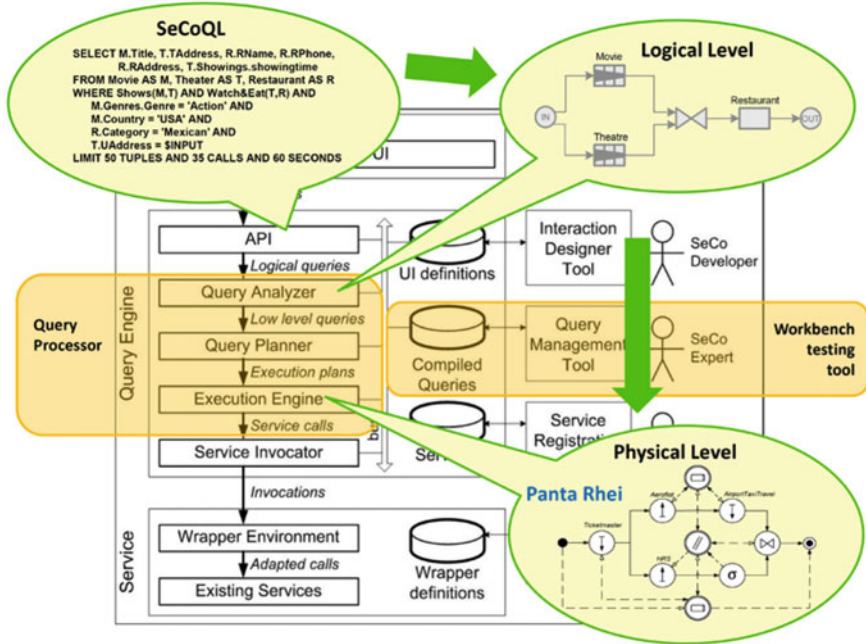 SeCoQL
SELECT M.Title, T.TAddress, R.RName, R.RPhone,
R.RAddress, T.Showings.showingtime
FROM Movie AS M, Theater AS T, Restaurant AS R
WHERE Shows(M,T) AND Watch&Eat(T,R) AND
M.Genres.Genre = 'Action' AND
M.Country = 'USA' AND
R.Category = 'Mexican' AND
T.UAddress = $INPUT
LIMIT 50 TUPLES AND 35 CALLS AND 60 SECONDS
Logical Level
Movie
IN
Theatre
Restaurant
OUT
UI
Query Engine
API
Logical queries
Query Analyzer
Low level queries
Query Planner
Execution plans
Execution Engine
Service calls
Service Invocator
Invocations
Query
Processor
UI definitions
Interaction
Designer
Tool
SeCo
Developer
Compiled
Queries
Query
Management
Tool
SeCo
Expert
Workbench
testing
tool
Service
Registrati
Physical Level
Panta Rhei
Ticketmaster
Aeroflot
AirportTaxiTravel
HRS
σ
Service
Wrapper Environment
Adapted calls
Existing Services
Wrapper
definitions